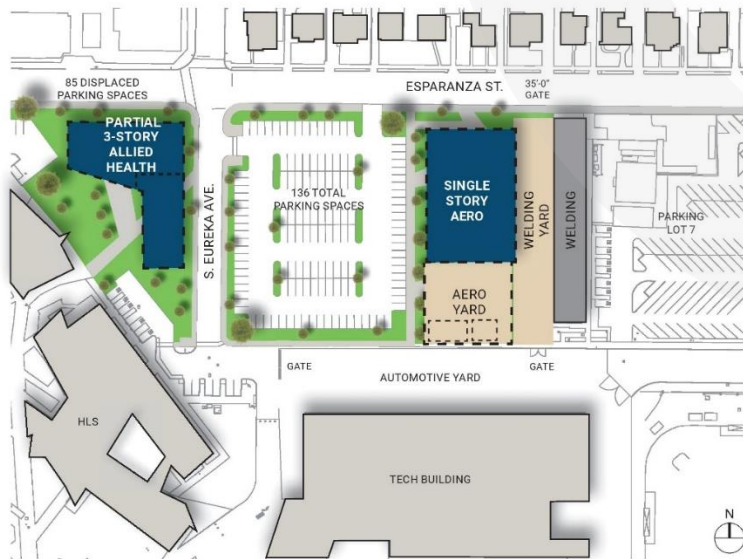 85 DISPLACED
PARKING SPACES
ESPARANZA ST.
35'-0"
GATE
PARTIAL
3-STORY
ALLIED
HEALTH
S. EUREKA AVE.
136 TOTAL
PARKING SPACES
SINGLE
STORY
AERO
WELDING
YARD
WELDING
PARKING
LOT 7
AERO
YARD
GATE
AUTOMOTIVE YARD
GATE
HLS
TECH BUILDING
N